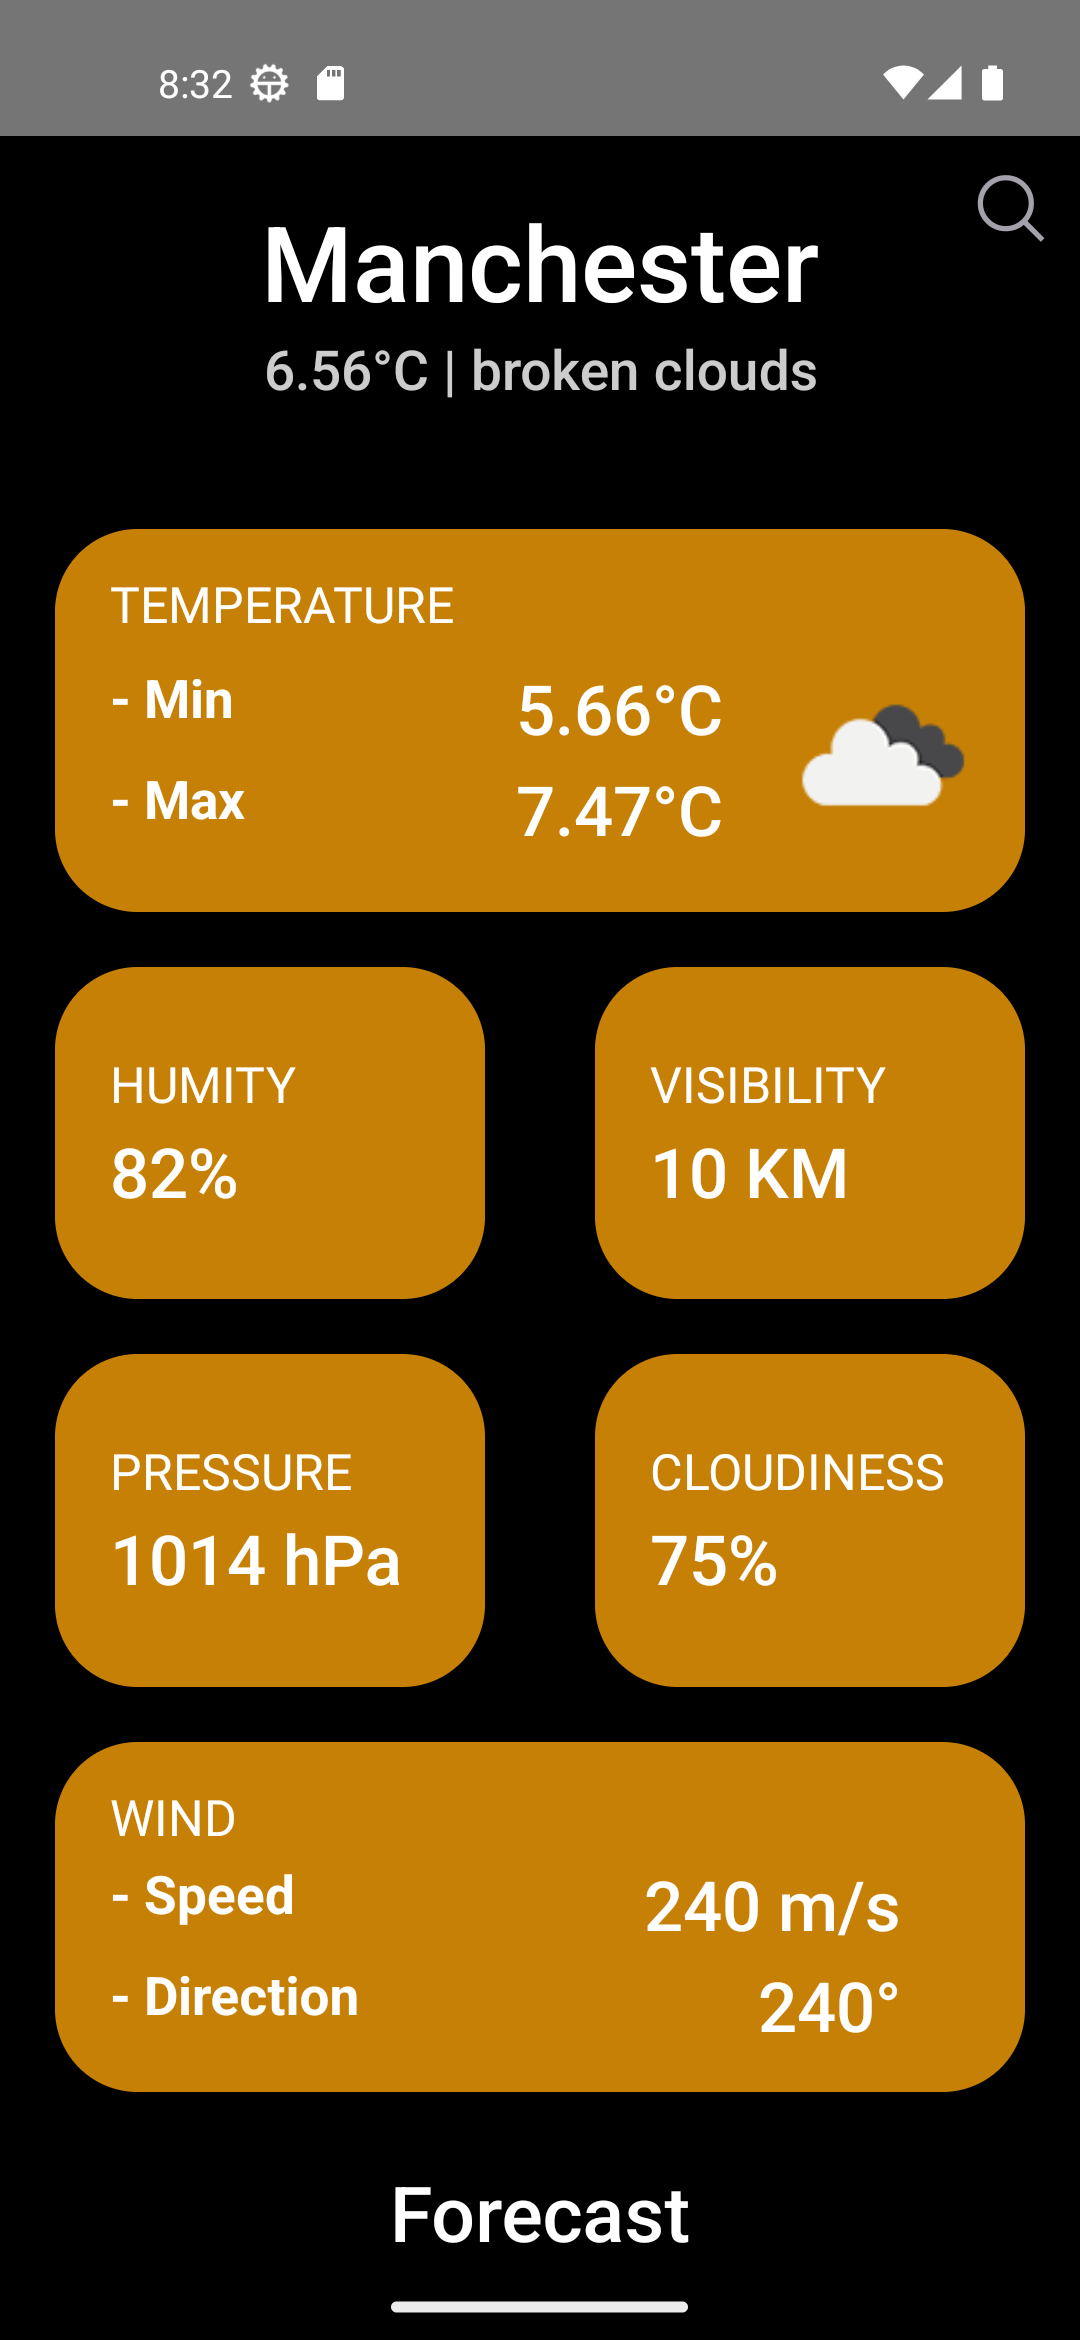 8:32
Manchester
6.56°C | broken clouds
TEMPERATURE
- Min 5.66°C
- Max 7.47°C
HUMITY VISIBILITY
82% 10 KM
PRESSURE CLOUDINESS
1014 hPa 75%
WIND
- Speed 240 m/s
- Direction 240°
Forecast